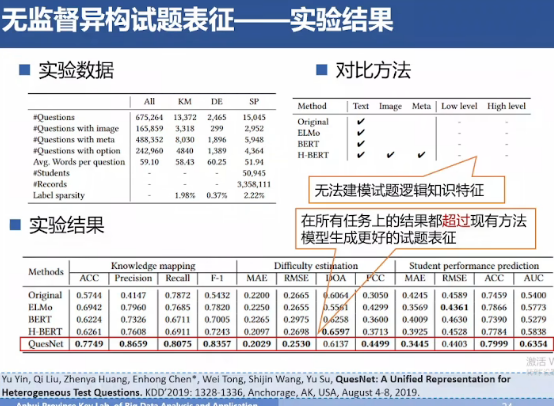 无监督异构试题表征——实验结果
实验数据
对比方法
All KM DE SP
#Questions 675,264 13,372 2,465 15,045
#Questions with image 165,859 3,318 299 2,952
#Questions with meta 488,352 8,030 1,896 5,948
#Questions with option 242,960 4840 1,389 4,364
Avg. Words per question 59.10 58.43 60.25 51.94
#Students - - - 50,945
#Records - - - 3,358,111
Label sparsity - 1.98% 0.37% 2.22%
Method Text Image Meta Low level High level
Original ✔ - -
ELMo ✔ - -
BERT ✔ - -
H-BERT ✔ ✔ ✔ - -
无法建模试题逻辑知识特征
在所有任务上的结果都超过现有方法
模型生成更好的试题表征
实验结果
Methods Knowledge mapping Difficulty estimation Student performance prediction
ACC Precision Recall F-1 MAE RMSE DOA PCC MAE RMSE ACC AUC
Original 0.5744 0.4147 0.7872 0.5432 0.2200 0.2665 0.6064 0.3050 0.4245 0.4589 0.7459 0.5400
ELMo 0.6942 0.7960 0.7685 0.7820 0.2250 0.2655 0.5561 0.4299 0.3569 0.4361 0.7866 0.5773
BERT 0.6224 0.7326 0.6711 0.7005 0.2265 0.2975 0.6258 0.3600 0.4009 0.4630 0.7390 0.5279
H-BERT 0.6261 0.7608 0.6911 0.7243 0.2097 0.2698 0.6597 0.3713 0.3925 0.4528 0.7784 0.5838
QuesNet 0.7749 0.8659 0.8075 0.8357 0.2029 0.2530 0.6137 0.4499 0.3445 0.4403 0.7999 0.6354
激活
Yu Yin, Qi Liu, Zhenya Huang, Enhong Chen*, Wei Tong, Shijin Wang, Yu Su, QuesNet: A Unified Representation for
Heterogeneous Test Questions. KDD'2019: 1328-1336, Anchorage, AK, USA, August 4-8, 2019.
Anhui Province Key Lab. of Big Data Analysis and Application